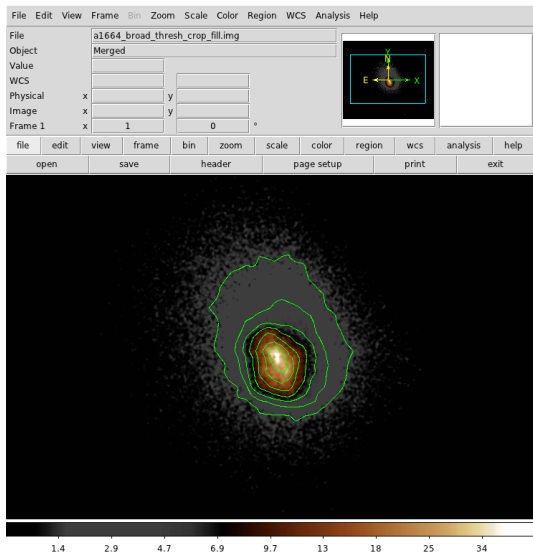 File Edit View Frame Bin Zoom Scale Color Region WCS Analysis Help
File a1664_broad_thresh_crop_fill.img
Object Merged
Value
WCS
Physical x y
Image x y
Frame 1 x 1 0 °
Y
N
E X
file edit view frame bin zoom scale color region wcs analysis help
open save header page setup print exit
1.4 2.9 4.7 6.9 9.7 13 18 25 34